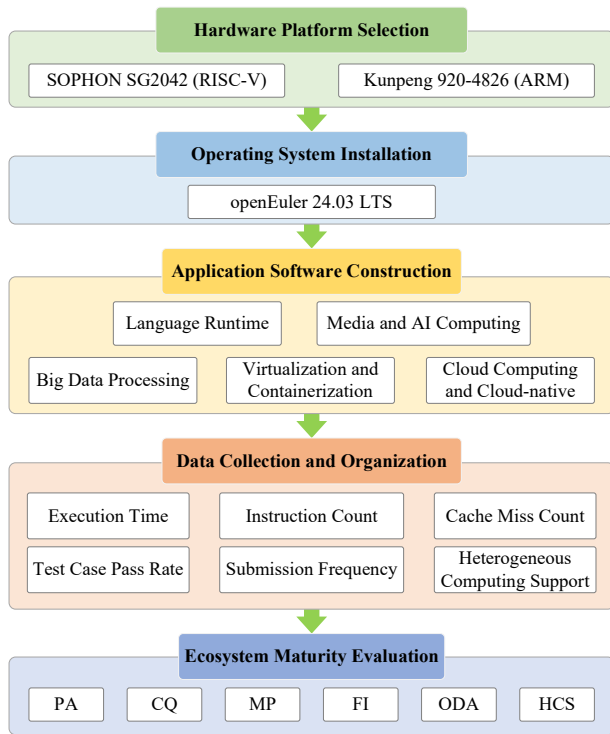 Hardware Platform Selection
SOPHON SG2042 (RISC-V)
Kunpeng 920-4826 (ARM)
Operating System Installation
openEuler 24.03 LTS
Application Software Construction
Language Runtime
Media and AI Computing
Big Data Processing
Virtualization and
Containerization
Cloud Computing
and Cloud-native
Data Collection and Organization
Execution Time
Instruction Count
Cache Miss Count
Test Case Pass Rate
Submission Frequency
Heterogeneous
Computing Support
Ecosystem Maturity Evaluation
PA
CQ
MP
FI
ODA
HCS